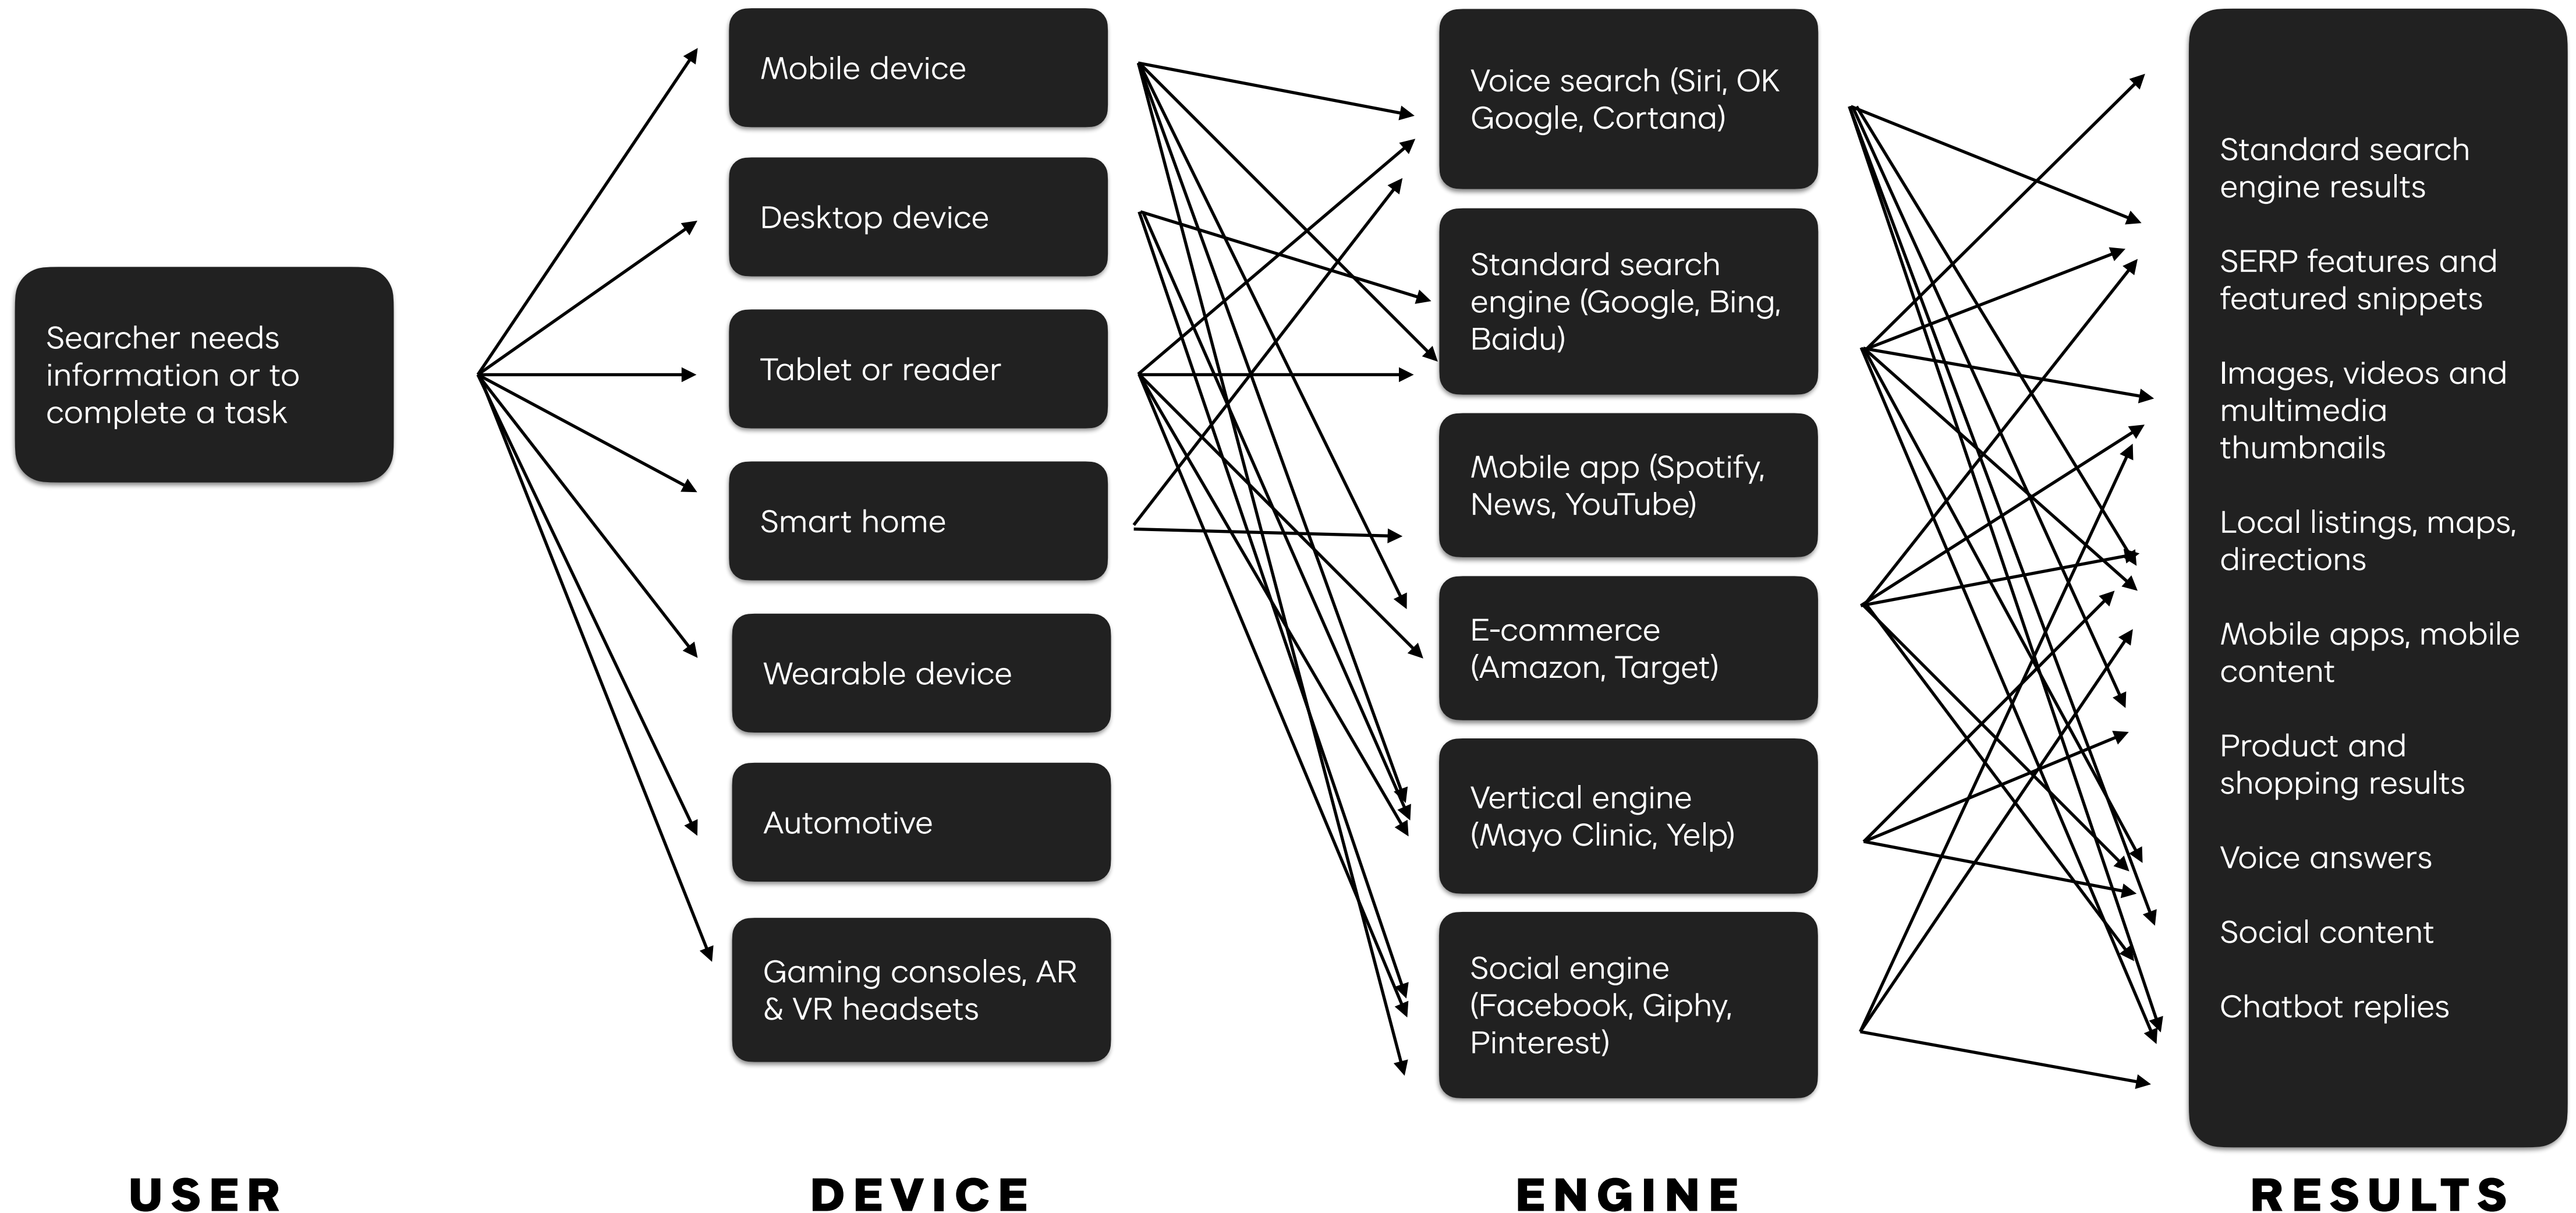 Searcher needs
information or to
complete a task
Mobile device
Desktop device
Tablet or reader
Smart home
Wearable device
Automotive
Gaming consoles, AR
& VR headsets
Voice search (Siri, OK
Google, Cortana)
Standard search
engine (Google, Bing,
Baidu)
Mobile app (Spotify,
News, YouTube)
E-commerce
(Amazon, Target)
Vertical engine
(Mayo Clinic, Yelp)
Social engine
(Facebook, Giphy,
Pinterest)
Standard search
engine results
SERP features and
featured snippets
Images, videos and
multimedia
thumbnails
Local listings, maps,
directions
Mobile apps, mobile
content
Product and
shopping results
Voice answers
Social content
Chatbot replies
USER
DEVICE
ENGINE
RESULTS